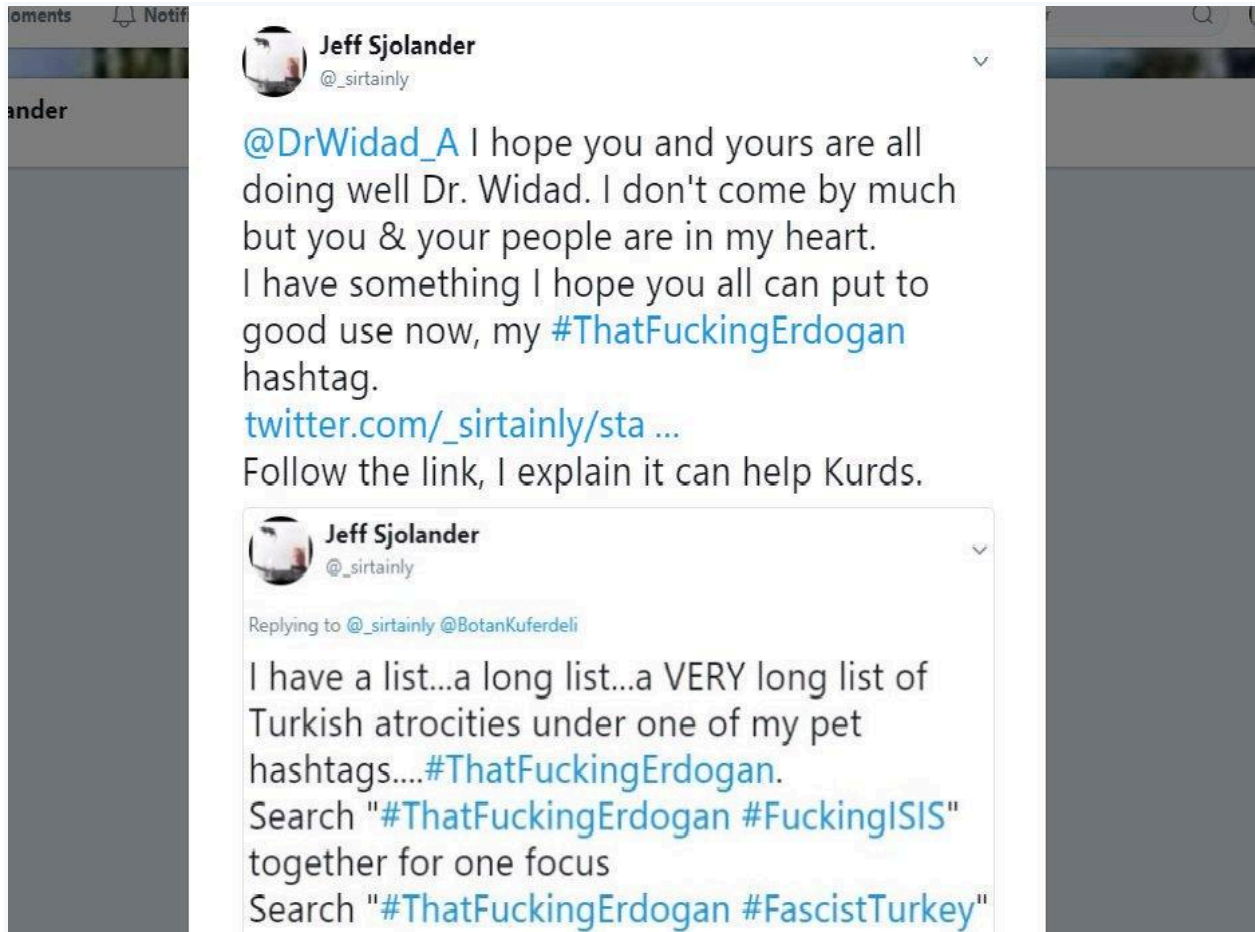 oments Notifi
ander
Jeff Sjolander
@_sirtainly
@DrWidad_A I hope you and yours are all
doing well Dr. Widad. I don't come by much
but you & your people are in my heart.
I have something I hope you all can put to
good use now, my #ThatFuckingErdogan
hashtag.
twitter.com/_sirtainly/sta ...
Follow the link, I explain it can help Kurds.
Jeff Sjolander
@_sirtainly
Replying to @_sirtainly @BotanKuferdeli
I have a list...a long list...a VERY long list of
Turkish atrocities under one of my pet
hashtags....#ThatFuckingErdogan.
Search "#ThatFuckingErdogan #FuckingISIS"
together for one focus
Search "#ThatFuckingErdogan #FascistTurkey"